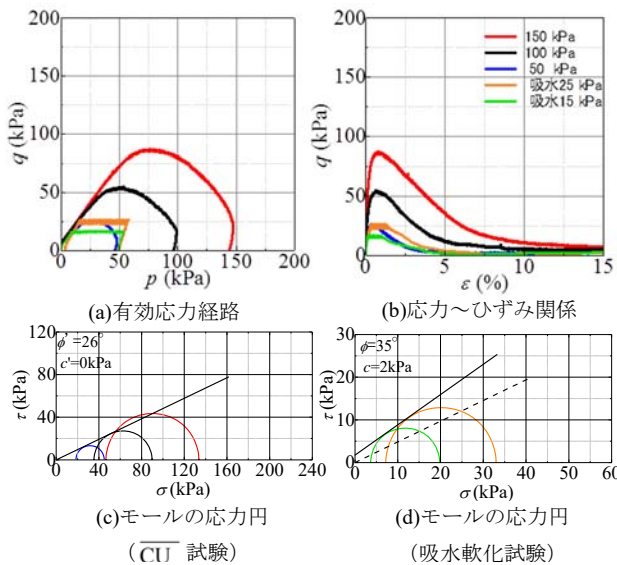 200
150
100
50
0
q (kPa)
0 50 100 150 200
p (kPa)
(a)有効応力経路
200
150
100
50
0
q (kPa)
150 kPa
100 kPa
50 kPa
吸水25 kPa
吸水15 kPa
0 5 10 15
ε (%)
(b)応力～ひずみ関係
120
80
40
0
τ (kPa)
ϕ'=26°
c'=0kPa
0 40 80 120 160 200 240
σ(kPa)
(c)モールの応力円
(CU 試験)
30
20
10
0
τ (kPa)
ϕ=35°
c=2kPa
0 10 20 30 40 50 60
σ(kPa)
(d)モールの応力円
(吸水軟化試験)